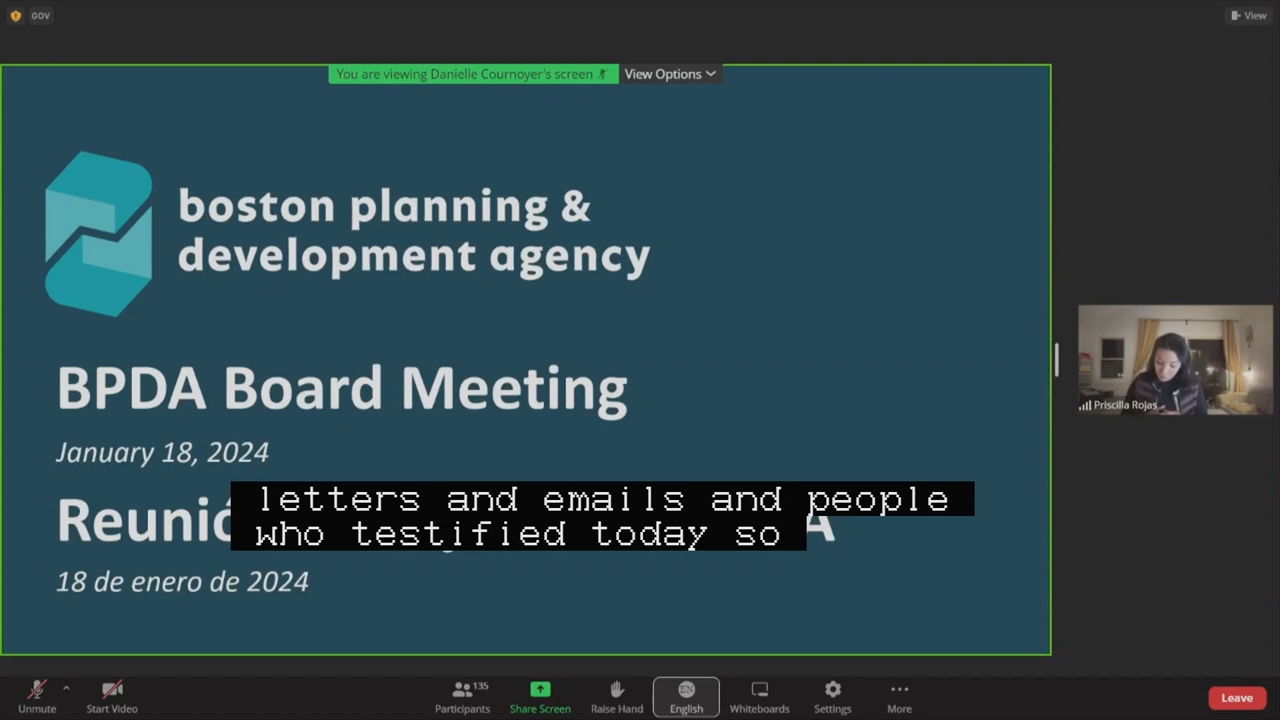 GOV
View
You are viewing Danielle Cournoyer's screen
View Options
boston planning &
development agency
BPDA Board Meeting
January 18, 2024
Reunió
A
letters and emails and people
who testified today so
18 de enero de 2024
Priscilla Rojas
Unmute
Start Video
Participants
135
Share Screen
Raise Hand
EN
English
Whiteboards
Settings
More
Leave